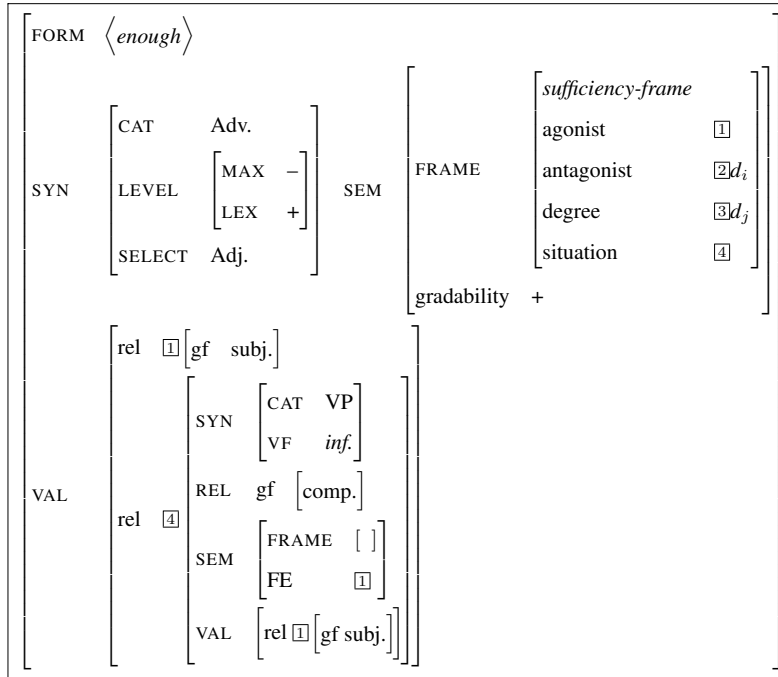 FORM ⟨enough⟩
sufficiency-frame
CAT Adv.
agonist 1
LEVEL MAX −
FRAME antagonist 2 dᵢ
SYN SEM
LEX +
degree 3 dⱼ
SELECT Adj.
situation 4
gradability +
rel 1 [gf subj.]
SYN CAT VP
VF inf.
VAL REL gf [comp.]
rel 4
SEM FRAME [ ]
FE 1
VAL [rel 1 [gf subj.]]